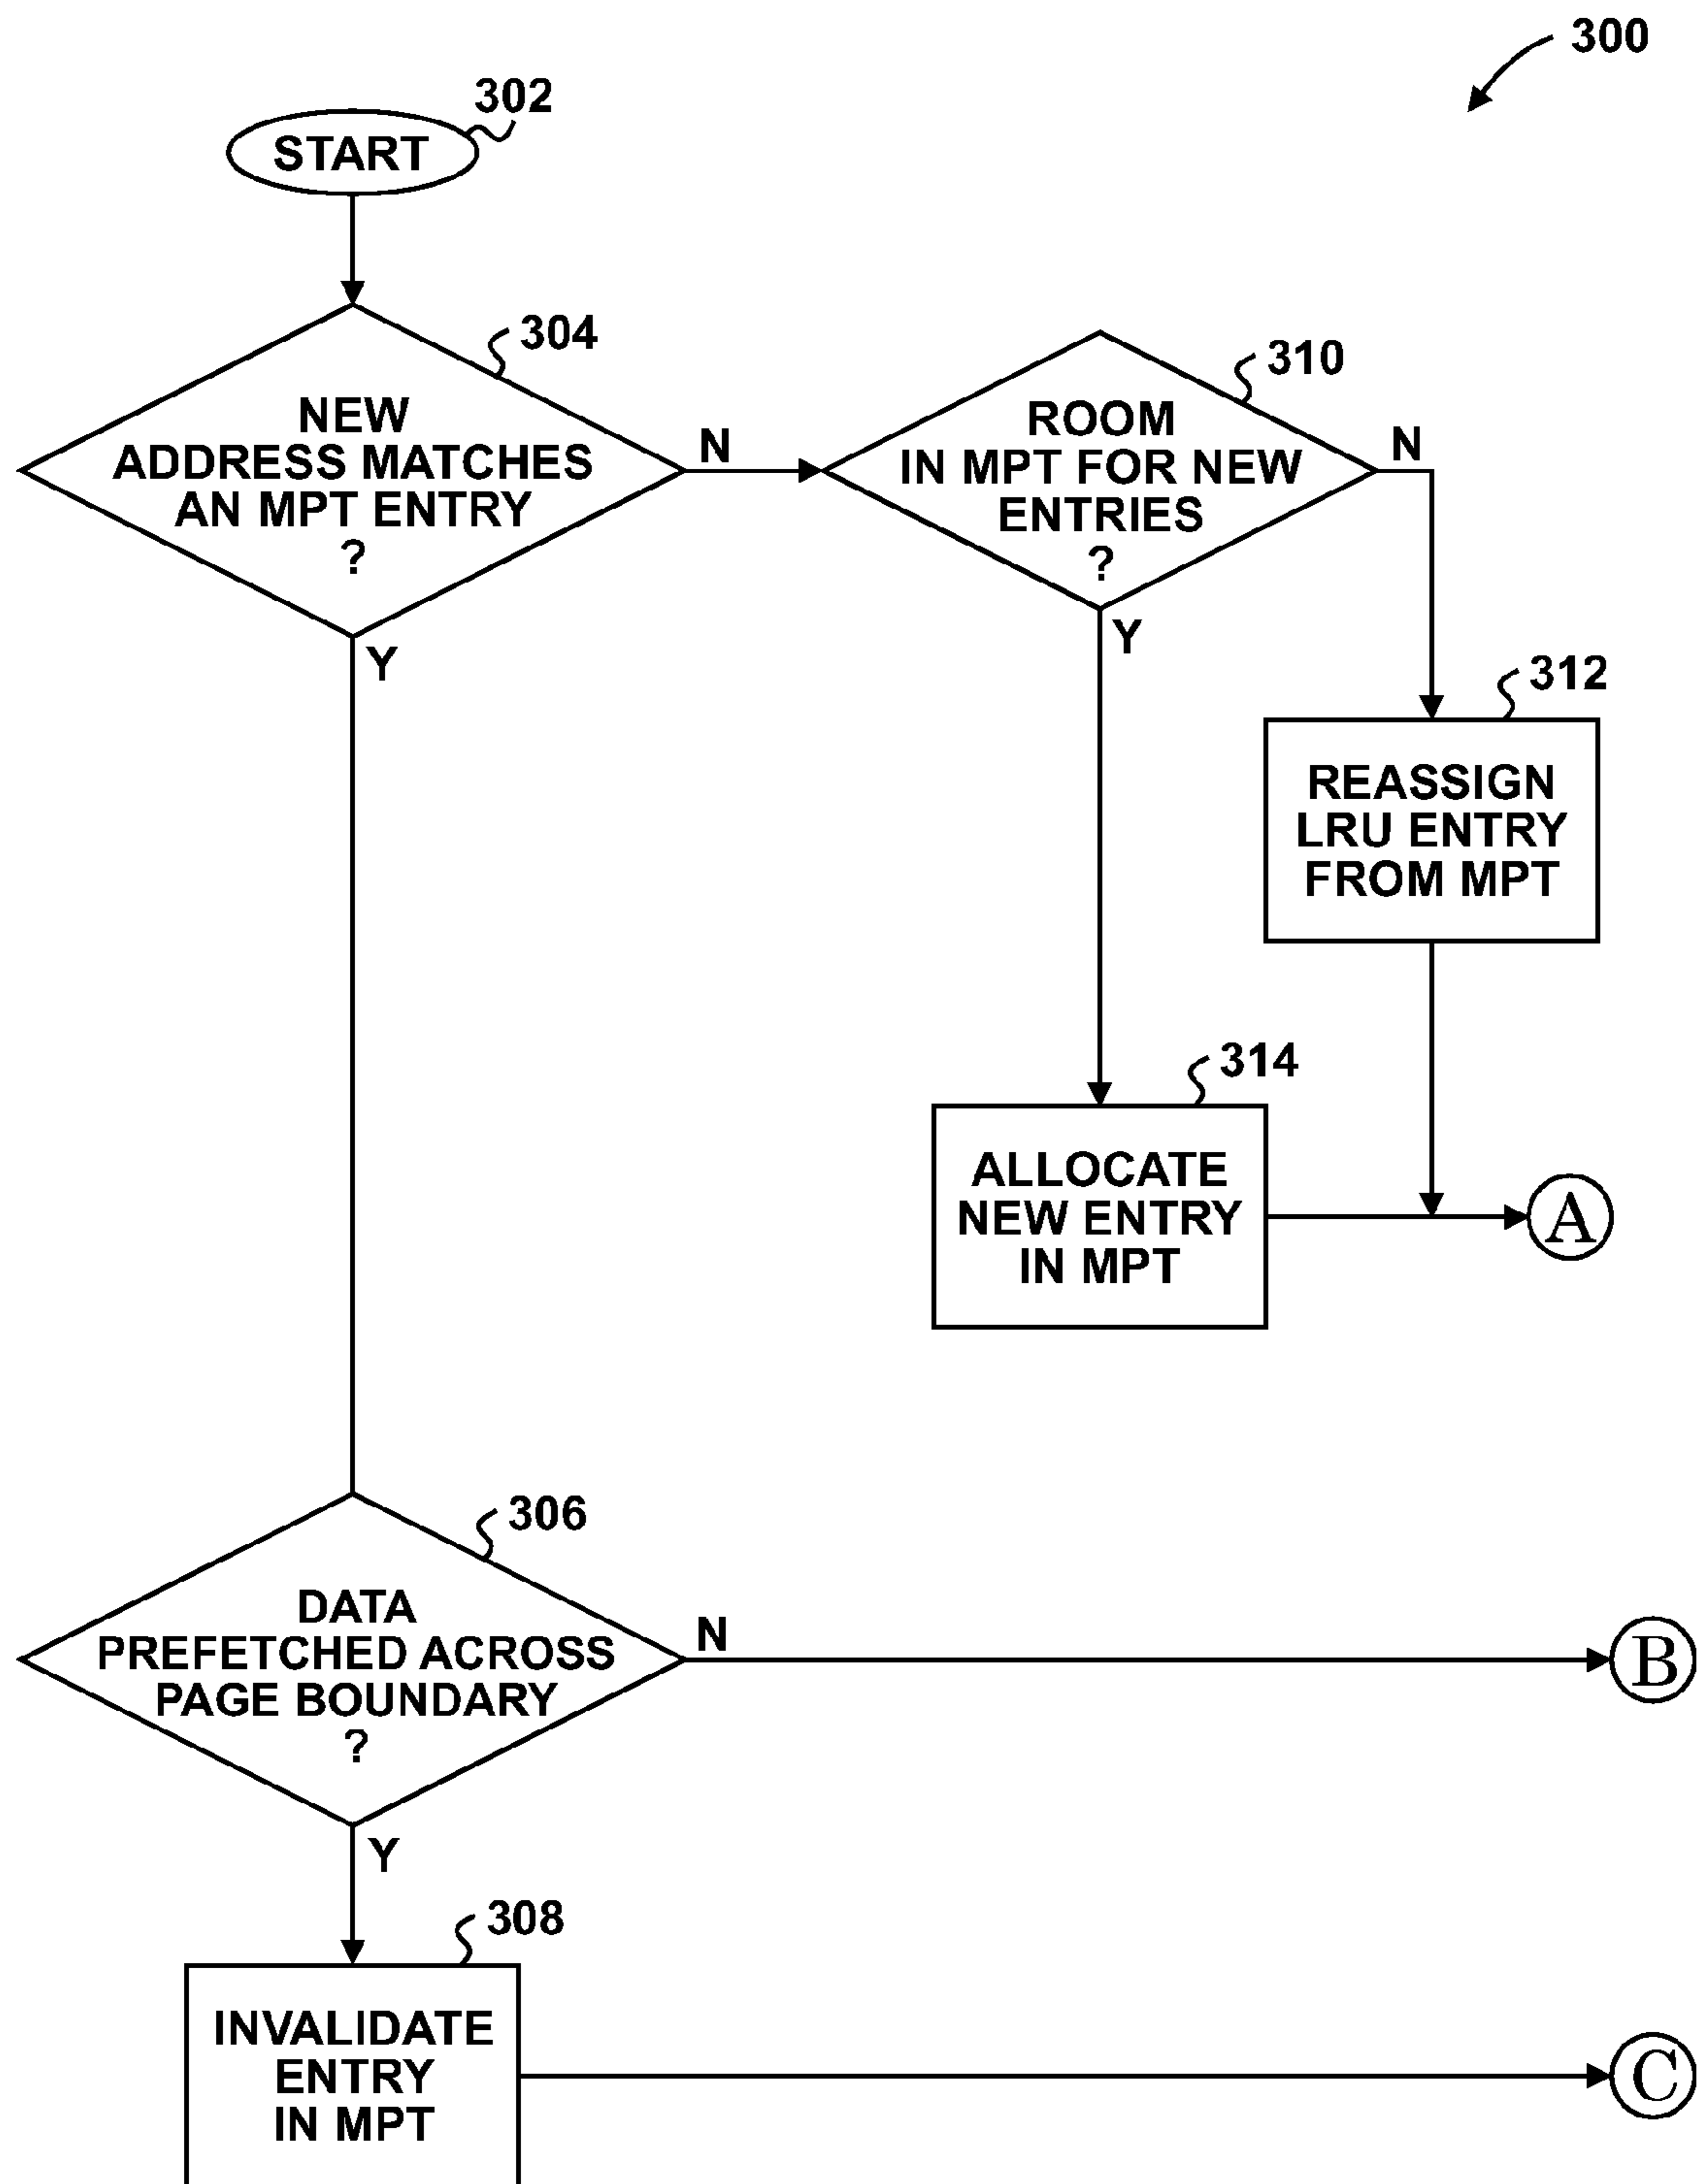 300
302
START
304
NEW
ADDRESS MATCHES
AN MPT ENTRY
?
N
Y
310
ROOM
IN MPT FOR NEW
ENTRIES
?
N
Y
312
REASSIGN
LRU ENTRY
FROM MPT
314
ALLOCATE
NEW ENTRY
IN MPT
A
306
DATA
PREFETCHED ACROSS
PAGE BOUNDARY
?
N
B
Y
308
INVALIDATE
ENTRY
IN MPT
C